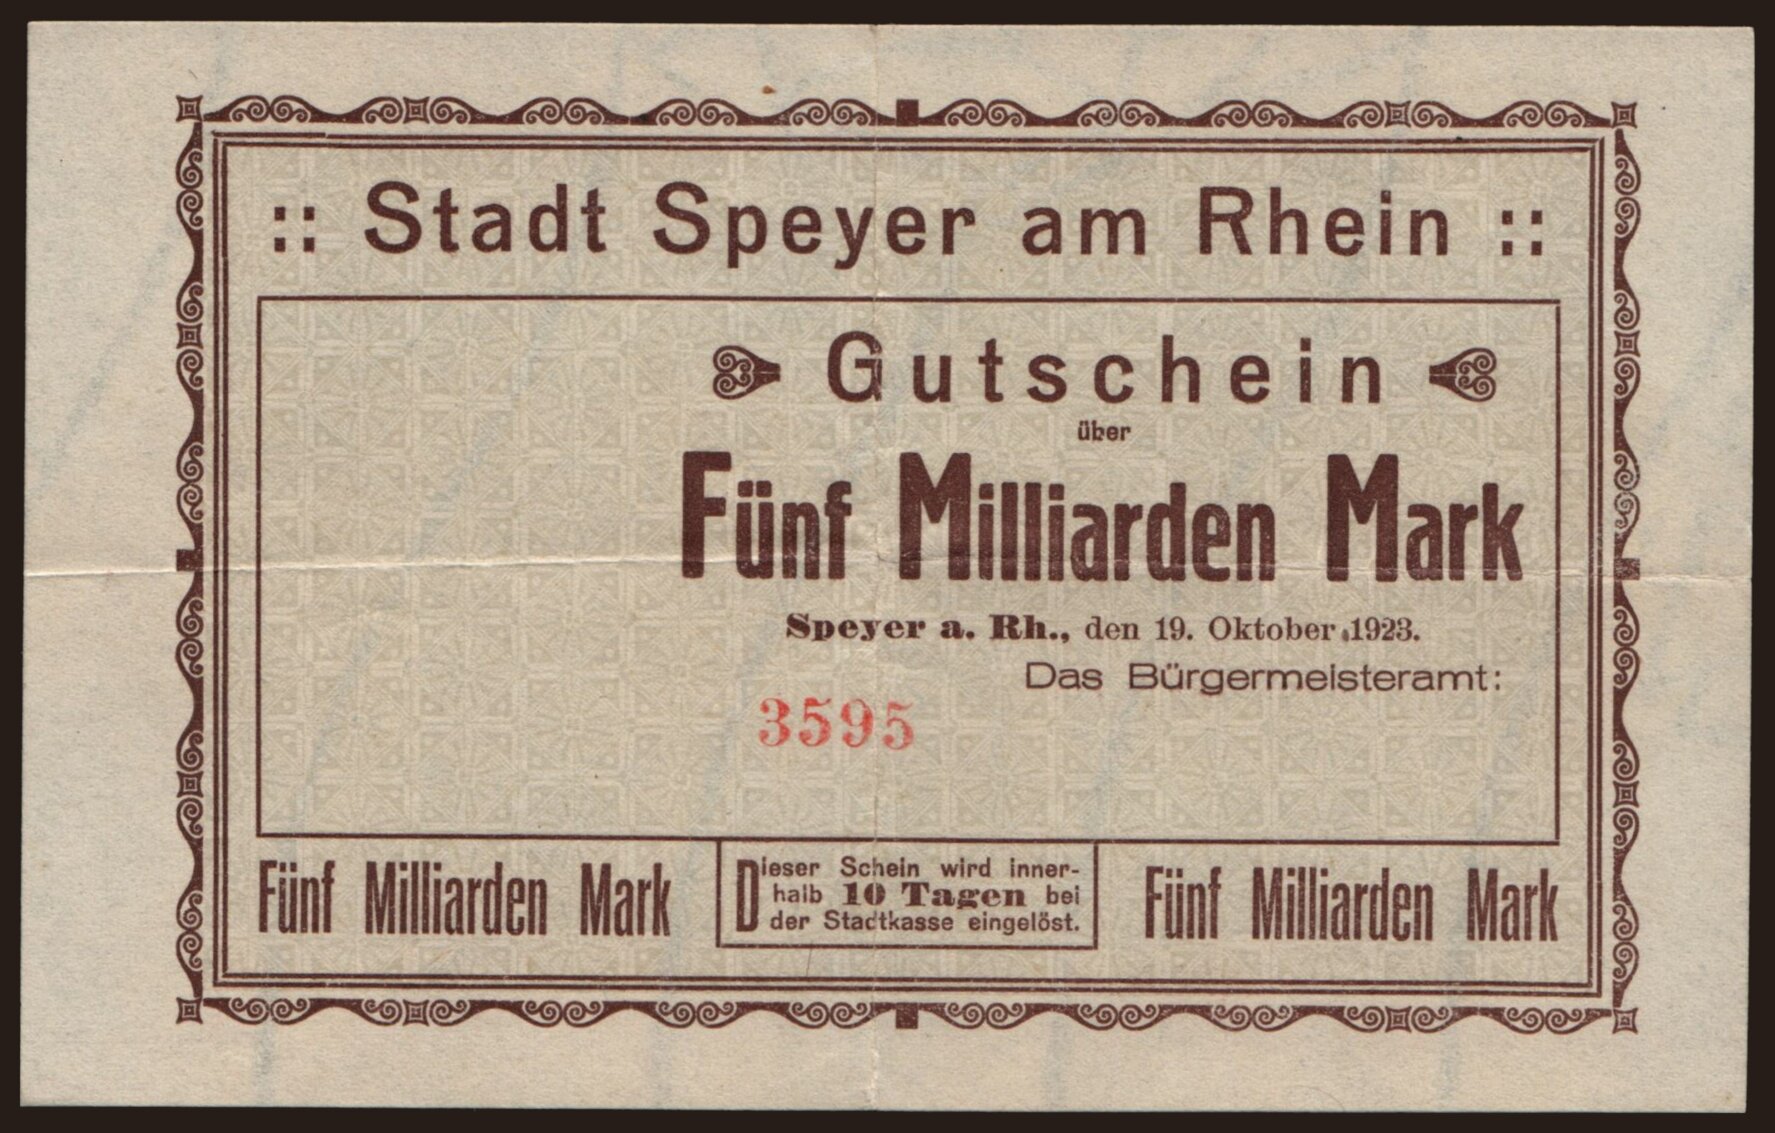 :: Stadt Speyer am Rhein ::
Gutschein
über
Fünf Milliarden Mark
Speyer a. Rh., den 19. Oktober 1923.
Das Bürgermeisteramt:
3595
Fünf Milliarden Mark
Dieser Schein wird inner-
halb 10 Tagen bei
der Stadtkasse eingelöst.
Fünf Milliarden Mark